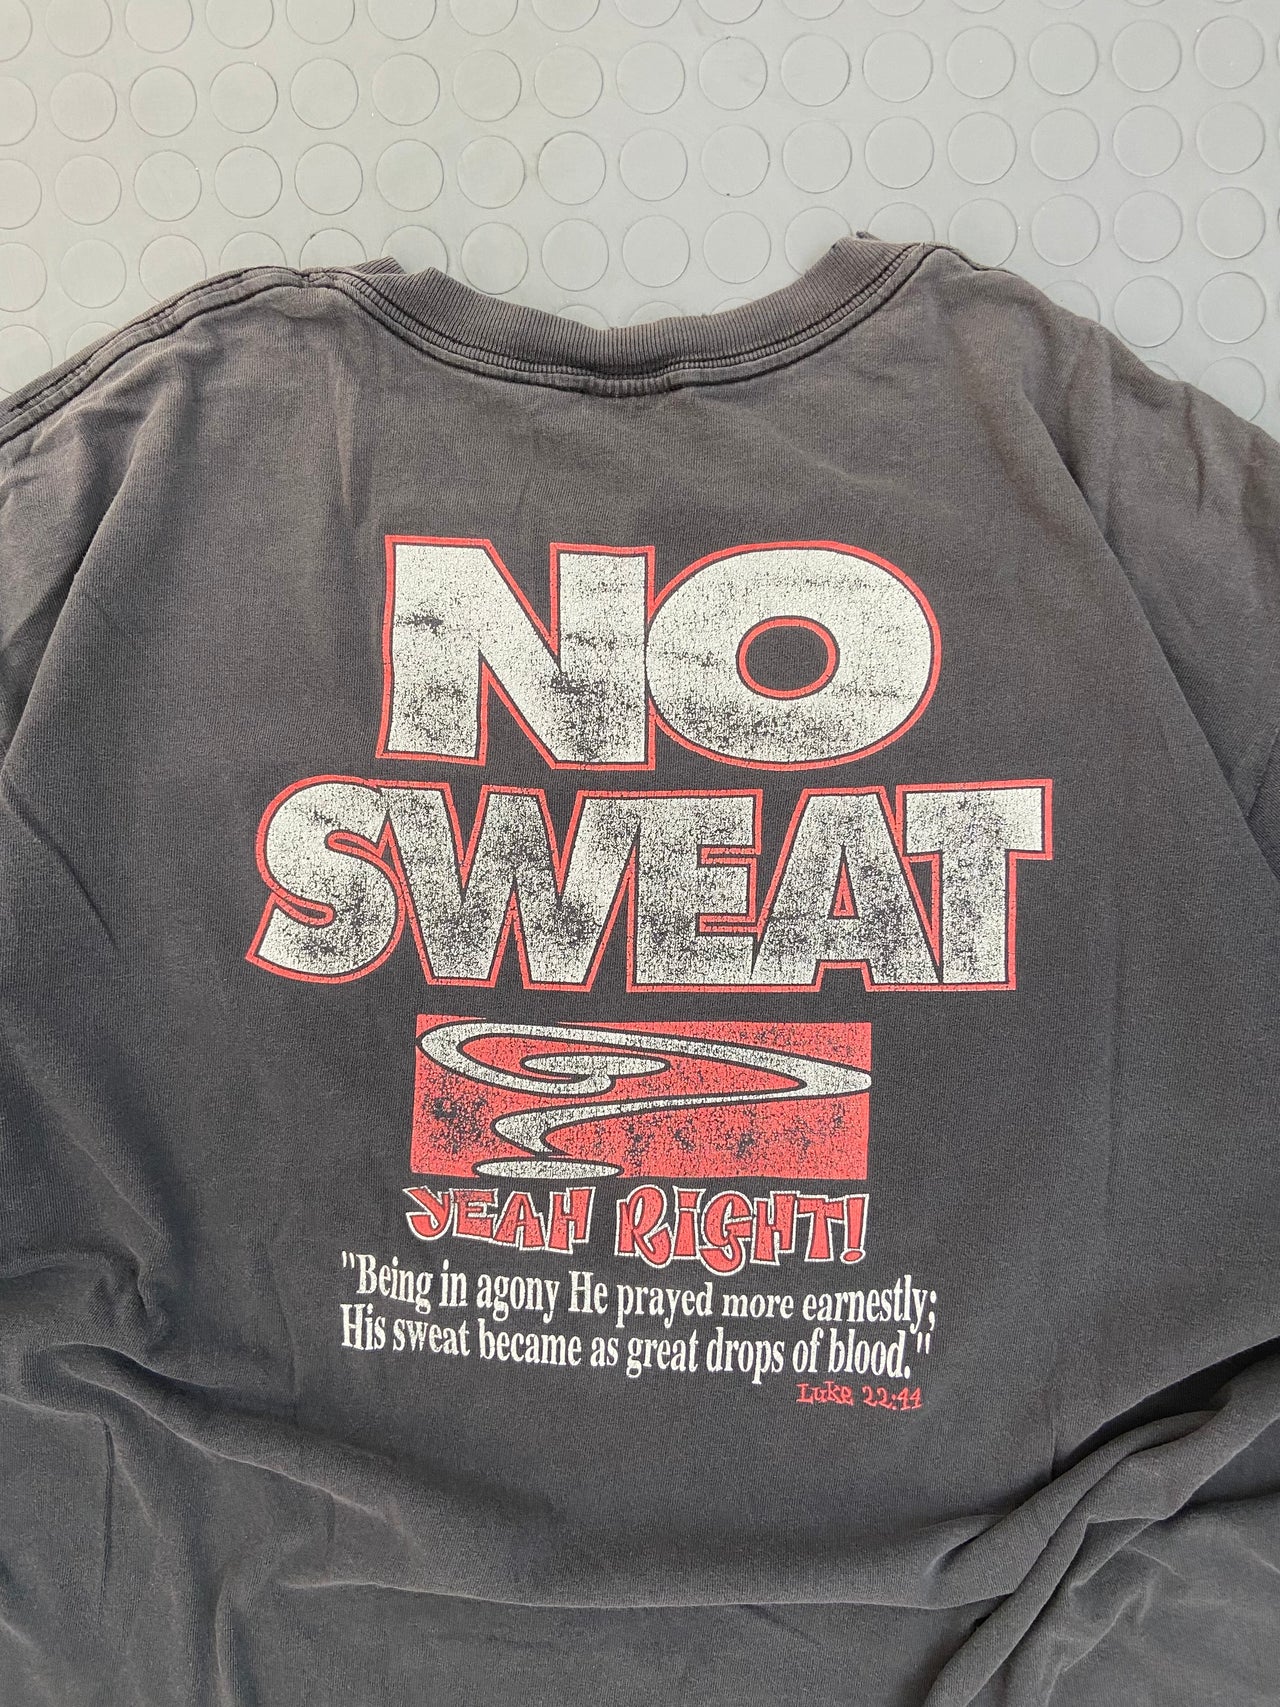 NO
SWEAT
YEAH RIGHT!
"Being in agony He prayed more earnestly;
His sweat became as great drops of blood."
Luke 22:44